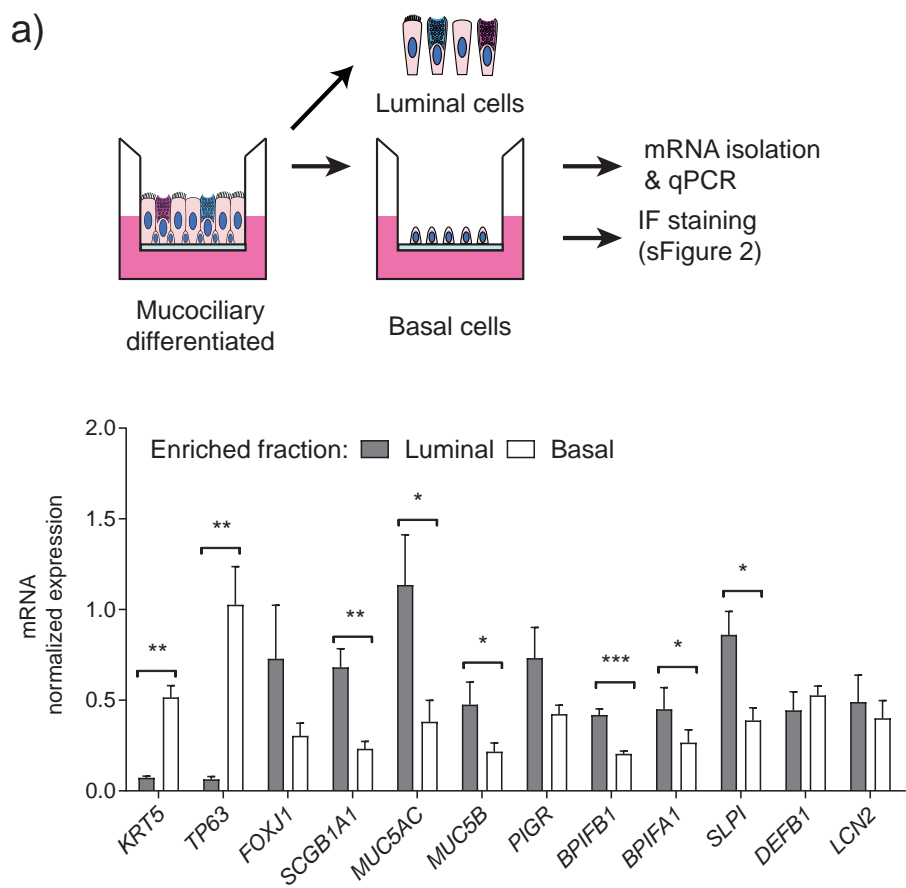 a)
Luminal cells
mRNA isolation
& qPCR
IF staining
(sFigure 2)
Mucociliary
differentiated
Basal cells
Enriched fraction: Luminal Basal
mRNA
normalized expression
2.0
1.5
1.0
0.5
0.0
**
**
**
*
*
***
*
*
KRT5
TP63
FOXJ1
SCGB1A1
MUC5AC
MUC5B
PIGR
BPIFB1
BPIFA1
SLPI
DEFB1
LCN2